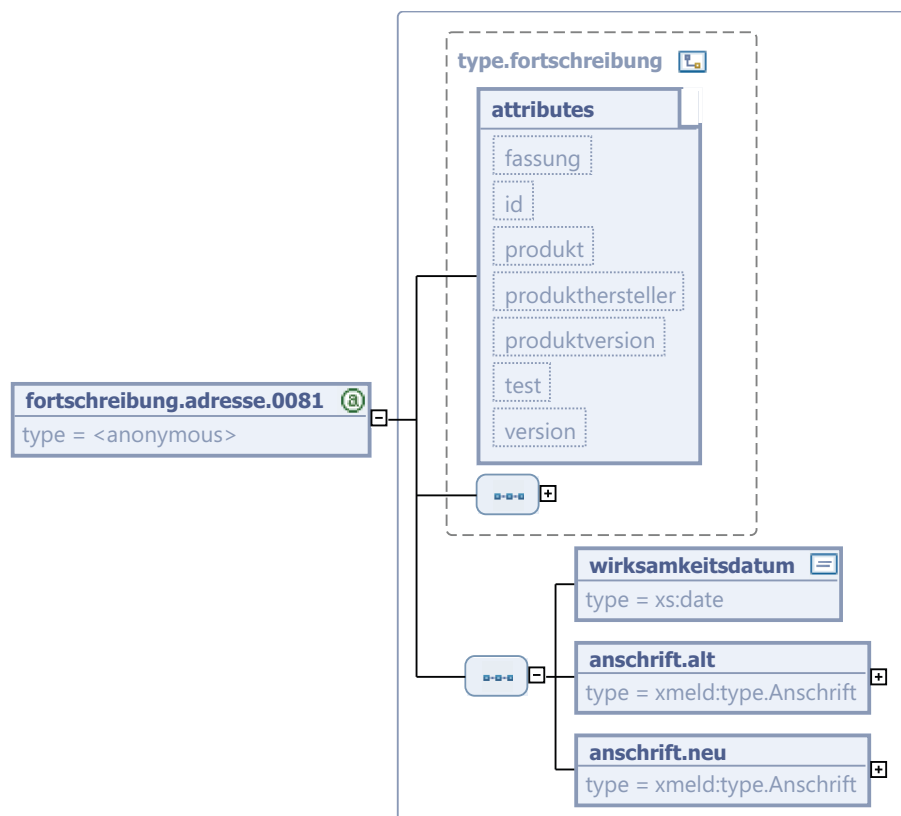 type.fortschreibung
attributes
fassung
id
produkt
produkthersteller
produktversion
test
version
fortschreibung.adresse.0081
type = <anonymous>
wirksamkeitsdatum
type = xs:date
anschrift.alt
type = xmeld:type.Anschrift
anschrift.neu
type = xmeld:type.Anschrift